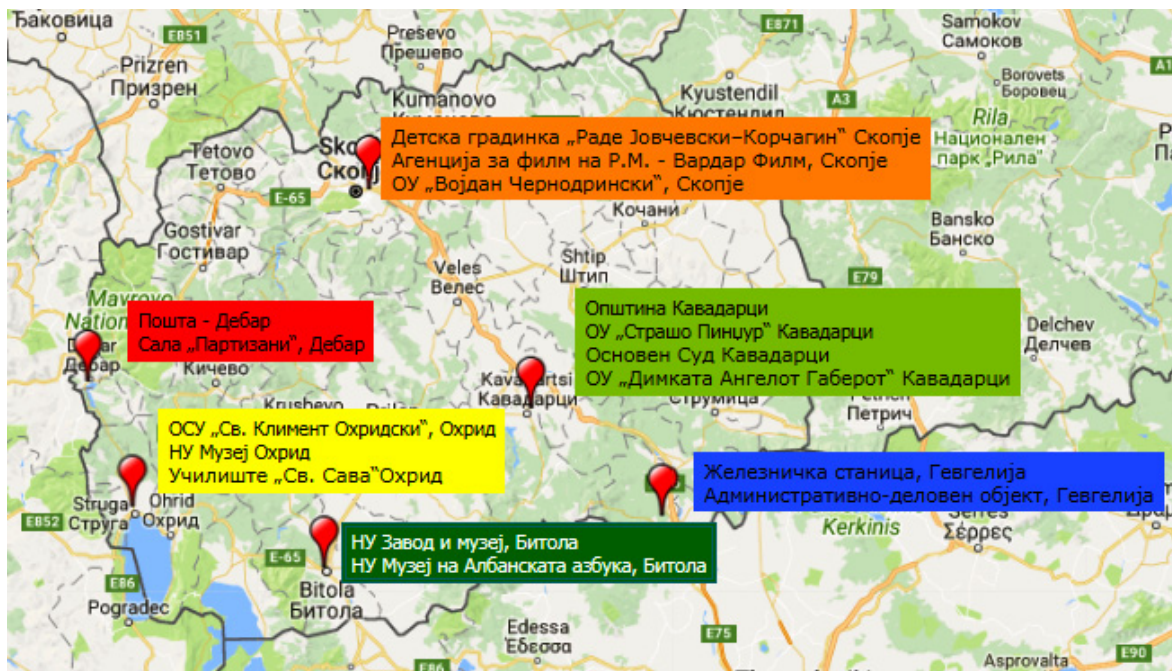 Ђаковица
E851
Presevo
Прешево
E871
Samokov
Самоков
A1
Prizren
Призрен
Kumanovo
Kyustendil
Кюстендил
A3
Borovets
Боровец
Rila
Национален
парк „Рила“
Tetovo
Тетово
E-65
Детска градинка „Раде Јовчевски–Корчагин“ Скопје
Агенција за филм на Р.М. - Вардар Филм, Скопје
ОУ „Војдан Чернодрински“, Скопје
Кочани
Gostivar
Гостивар
Bansko
Банско
Veles
Велес
Shtip
Штип
E79
Mavrovo
Пошта - Дебар
Сала „Партизани“, Дебар
Дебар
Кичево
Krushevo
Општина Кавадарци
ОУ „Страшо Пинџур“ Кавадарци
Основен Суд Кавадарци
ОУ „Димката Ангелот Габерот“ Кавадарци
Delchev
Делчев
Кавадарци
Струмица
Петрич
ОСУ „Св. Климент Охридски“, Охрид
НУ Музеј Охрид
Училиште „Св. Сава“Охрид
Железничка станица, Гевгелија
Административно-деловен објект, Гевгелија
Struga
Струга
Ohrid
Охрид
E852
Kerkinis
Σέρρες
E-65
НУ Завод и музеј, Битола
НУ Музеј на Албанската азбука, Битола
Bitola
Битола
E86
Pogradec
Edessa
Έδεσσα
E75
E86
E90
Asprovalta